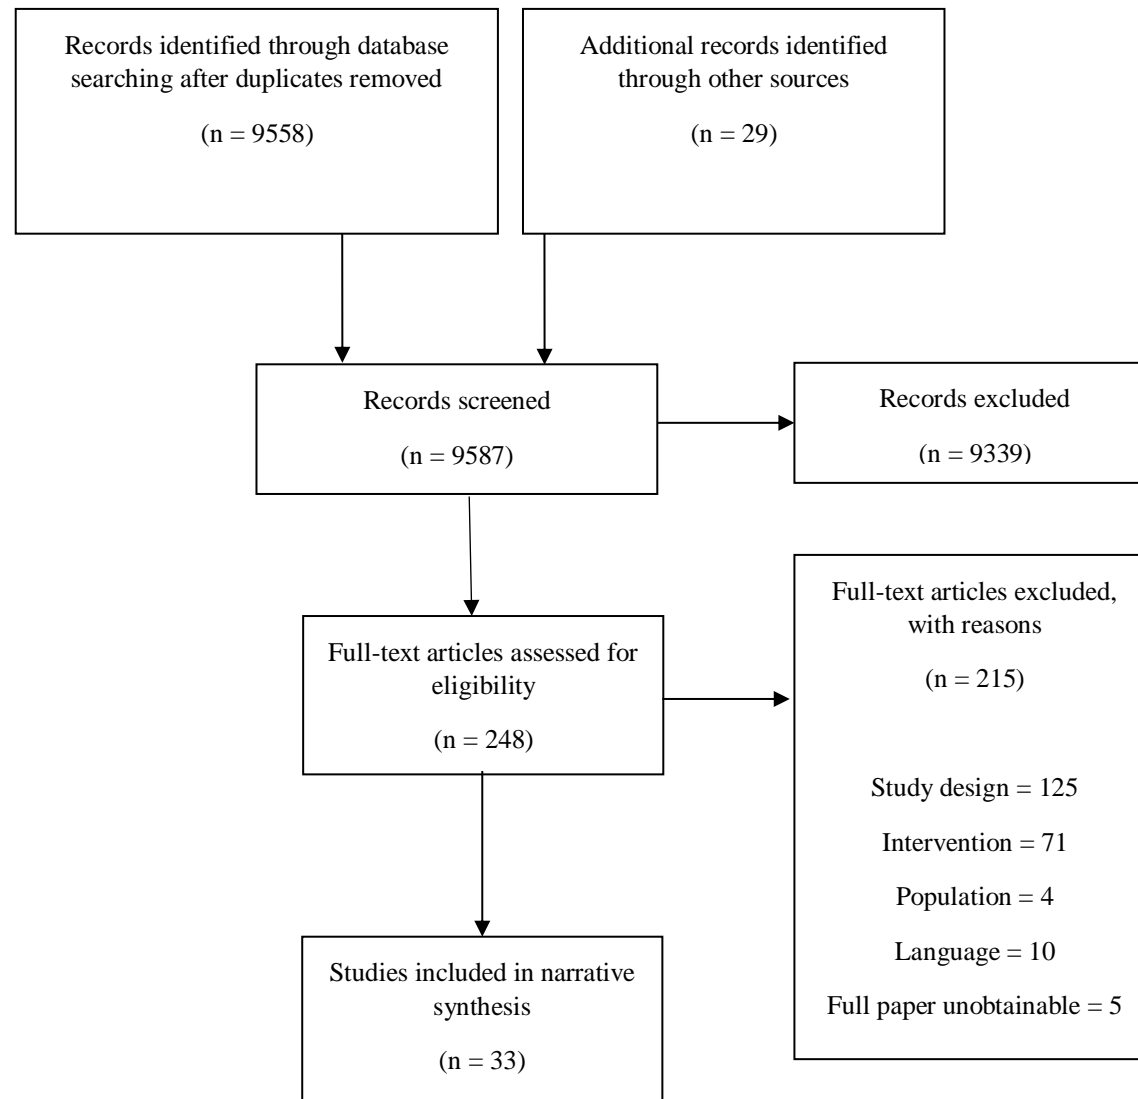 Records identified through database
searching after duplicates removed
(n = 9558)
Additional records identified
through other sources
(n = 29)
Records screened
(n = 9587)
Records excluded
(n = 9339)
Full-text articles assessed for
eligibility
(n = 248)
Full-text articles excluded,
with reasons
(n = 215)
Study design = 125
Intervention = 71
Population = 4
Language = 10
Full paper unobtainable = 5
Studies included in narrative
synthesis
(n = 33)